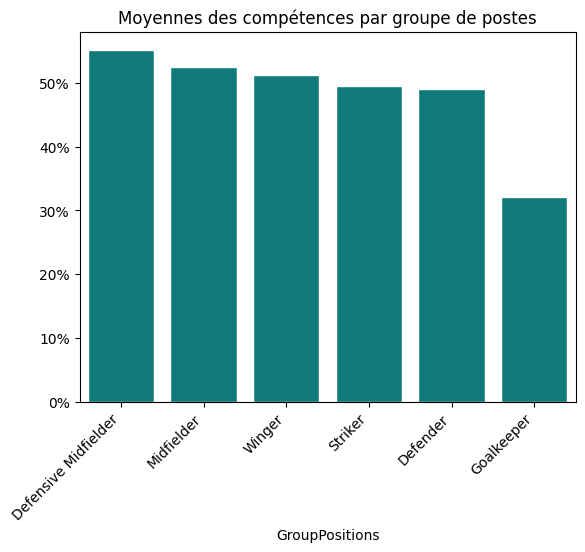 Moyennes des compétences par groupe de postes
50%
40%
30%
20%
10%
0%
Defensive Midfielder
Midfielder
Winger
Striker
Defender
Goalkeeper
GroupPositions